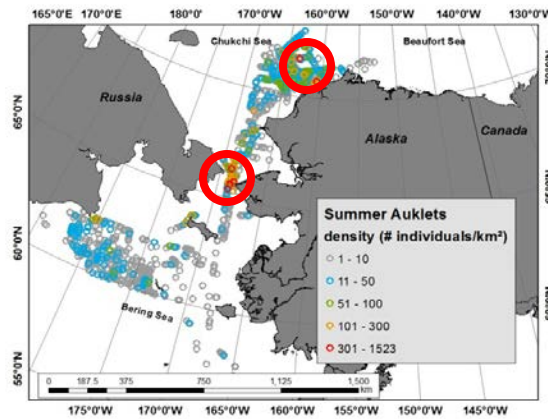 165°0'E 180°0' 170°0'W 160°0'W 150°0'W 140°0'W 130°0'W
Chukchi Sea Beaufort Sea
Russia
Alaska
Canada
65°0'N
60°0'N
55°0'N
Bering Sea
Summer Auklets
density (# individuals/km²)
1 - 10
11 - 50
51 - 100
101 - 300
301 - 1523
0 187.5 375 750 1,125 1,500
km
175°0'W 170°0'W 165°0'W 160°0'W 155°0'W 150°0'W 145°0'W